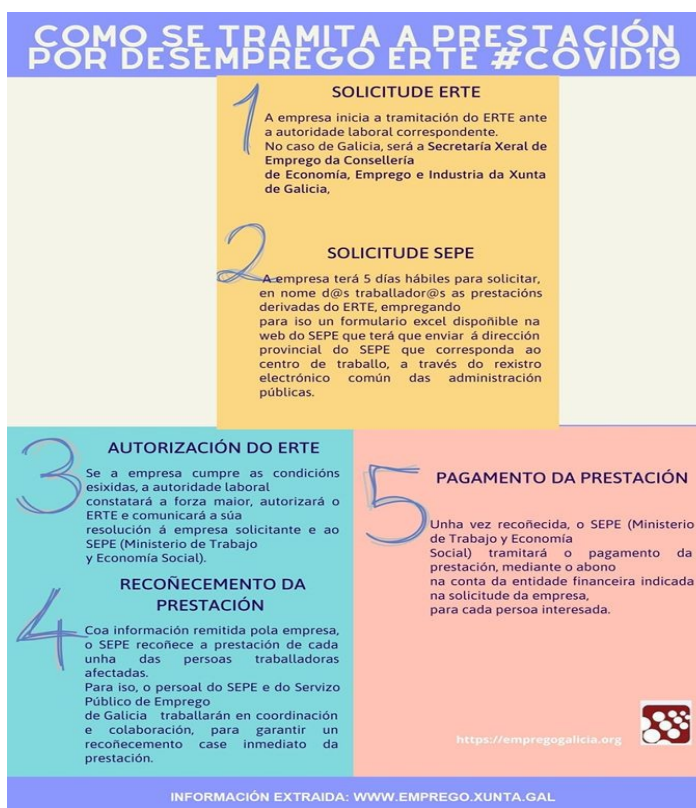 COMO SE TRAMITA A PRESTACIÓN
POR DESEMPREGO ERTE #COVID19
1
SOLICITUDE ERTE
A empresa inicia a tramitación do ERTE ante
a autoridade laboral correspondente.
No caso de Galicia, será a Secretaría Xeral de
Emprego da Consellería
de Economía, Emprego e Industria da Xunta
de Galicia,
2
SOLICITUDE SEPE
A empresa terá 5 días hábiles para solicitar,
en nome d@s traballador@s as prestacións
derivadas do ERTE, empregando
para iso un formulario excel dispoñible na
web do SEPE que terá que enviar á dirección
provincial do SEPE que corresponda ao
centro de traballo, a través do rexistro
electrónico común das administración
públicas.
3
AUTORIZACIÓN DO ERTE
Se a empresa cumpre as condicións
esixidas, a autoridade laboral
constatará a forza maior, autorizará o
ERTE e comunicará a súa
resolución á empresa solicitante e ao
SEPE (Ministerio de Trabajo
y Economía Social).
4
RECOÑECEMENTO DA
PRESTACIÓN
Coa información remitida pola empresa,
o SEPE recoñece a prestación de cada
unha das persoas traballadoras
afectadas.
Para iso, o persoal do SEPE e do Servizo
Público de Emprego
de Galicia traballarán en coordinación
e colaboración, para garantir un
recoñecemento case inmediato da
prestación.
5
PAGAMENTO DA PRESTACIÓN
Unha vez recoñecida, o SEPE (Ministerio
de Trabajo y Economía
Social) tramitará o pagamento da
prestación, mediante o abono
na conta da entidade financeira indicada
na solicitude da empresa,
para cada persoa interesada.
https://empregogalicia.org
INFORMACIÓN EXTRAIDA: WWW.EMPREGO.XUNTA.GAL